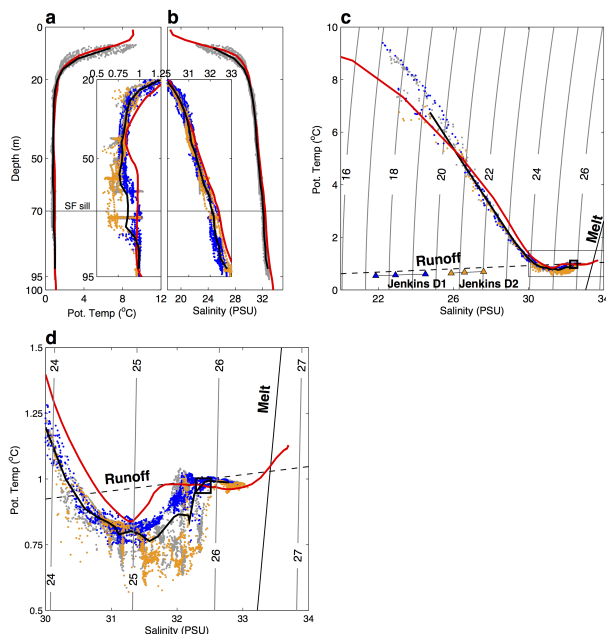 a
b
c
0
20
50
70
95
100
Depth (m)
0.5 0.75 1 1.25
31 32 33
20
50
95
SF sill
0 4 8 12
Pot. Temp (°C)
20 24 28 32
Salinity (PSU)
10
8
6
4
2
1
0
Pot. Temp (°C)
16 18 20 22 24 26
Runoff
Melt
Jenkins D1
Jenkins D2
22 26 30 34
Salinity (PSU)
d
1.5
1.25
1
0.75
0.5
Pot. Temp (°C)
24 25 26 27
Runoff
Melt
24 25 26 27
30 31 32 33 34
Salinity (PSU)